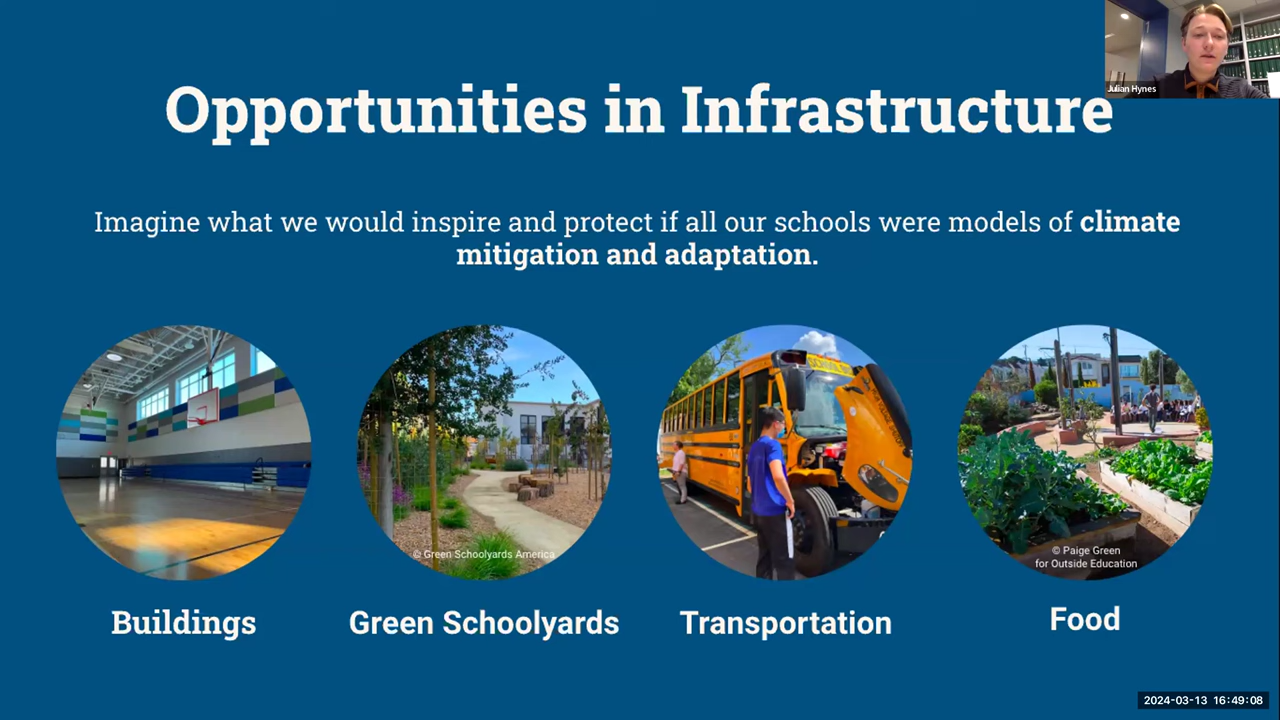 Julian Hynes
Opportunities in Infrastructure
Imagine what we would inspire and protect if all our schools were models of climate
mitigation and adaptation.
© Green Schoolyards America
© Paige Green
for Outside Education
Buildings
Green Schoolyards
Transportation
Food
2024-03-13 16:49:08